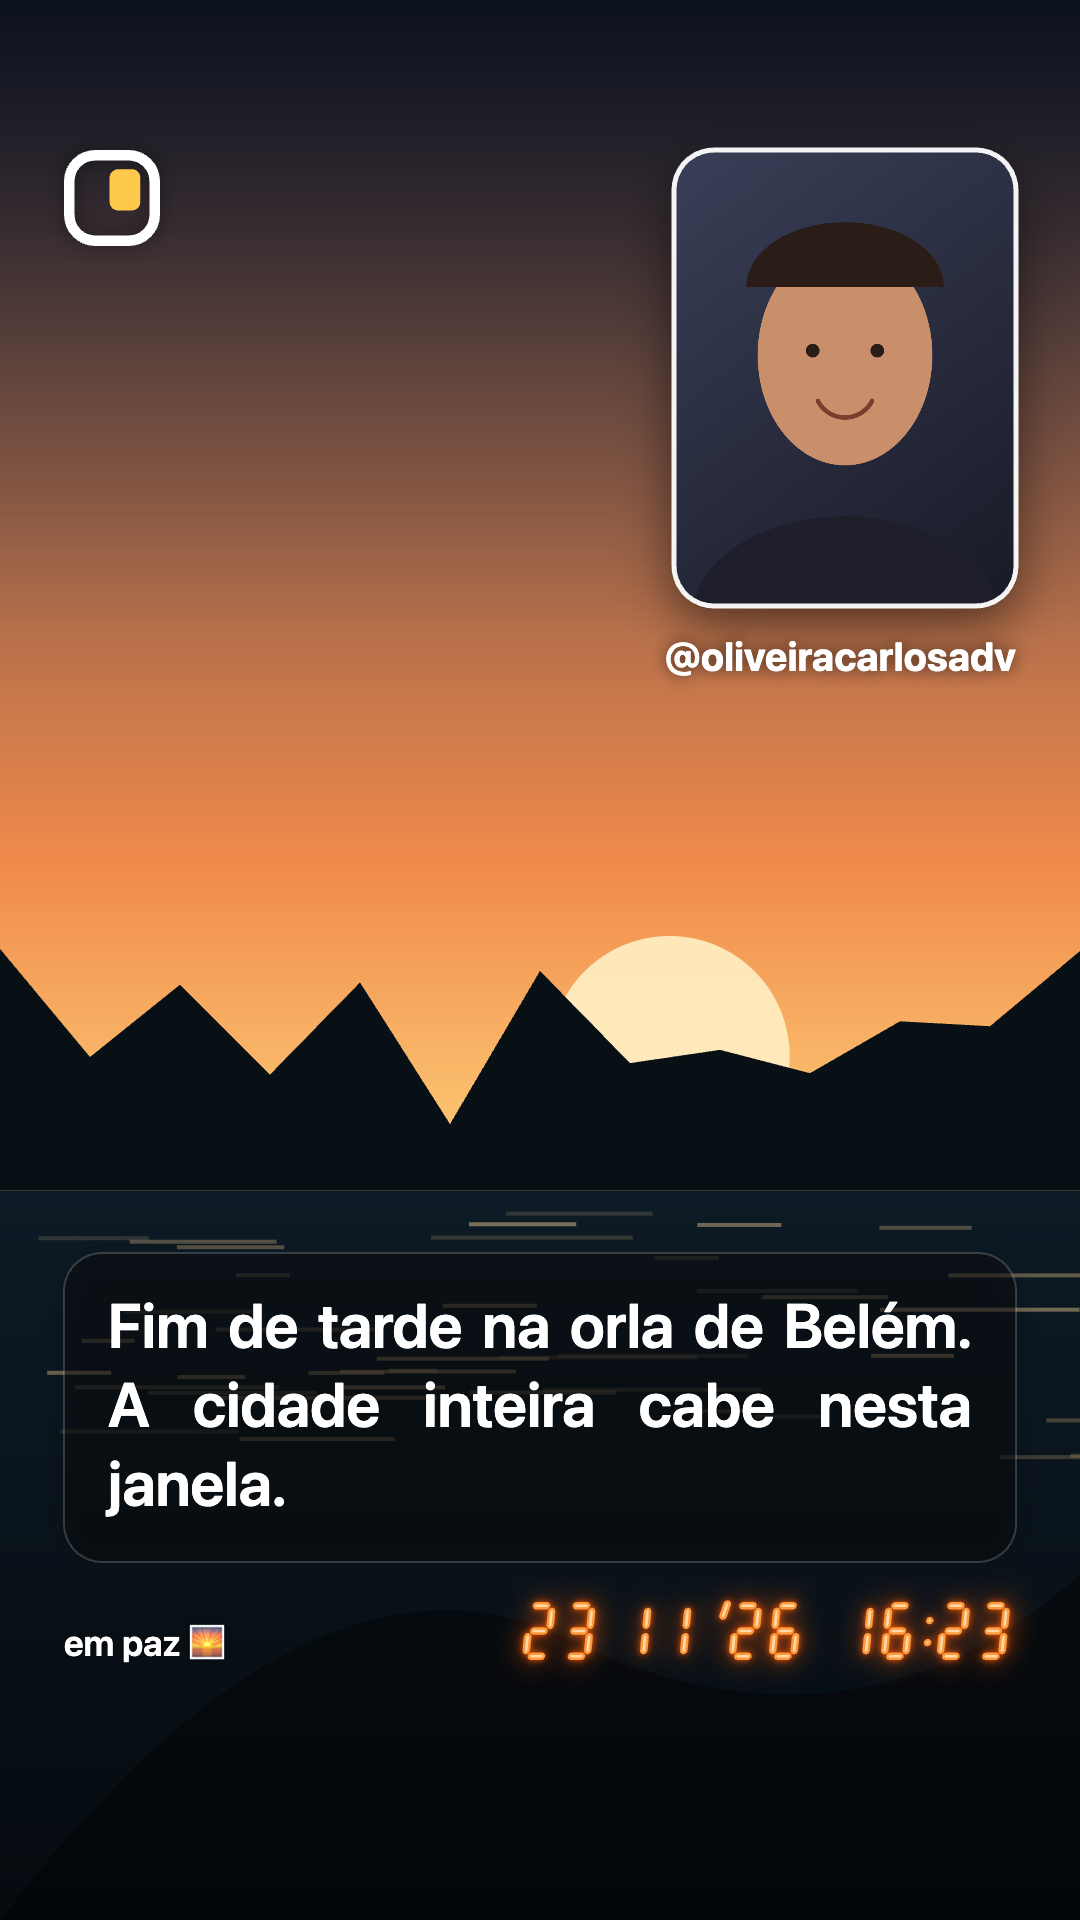 @oliveiracarlosadv
Fim de tarde na orla de Belém.
A cidade inteira cabe nesta
janela.
em paz 🌅
23 11 '26 16:23